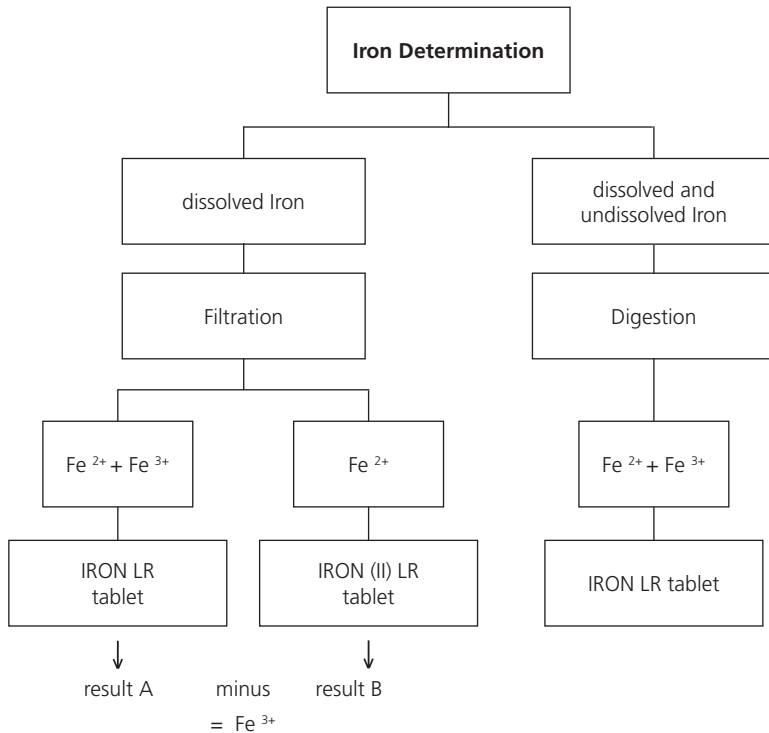 Iron Determination
dissolved Iron
dissolved and
undissolved Iron
Filtration
Digestion
Fe ²⁺ + Fe ³⁺
Fe ²⁺
Fe ²⁺ + Fe ³⁺
IRON LR
tablet
IRON (II) LR
tablet
IRON LR tablet
result A minus result B
= Fe ³⁺